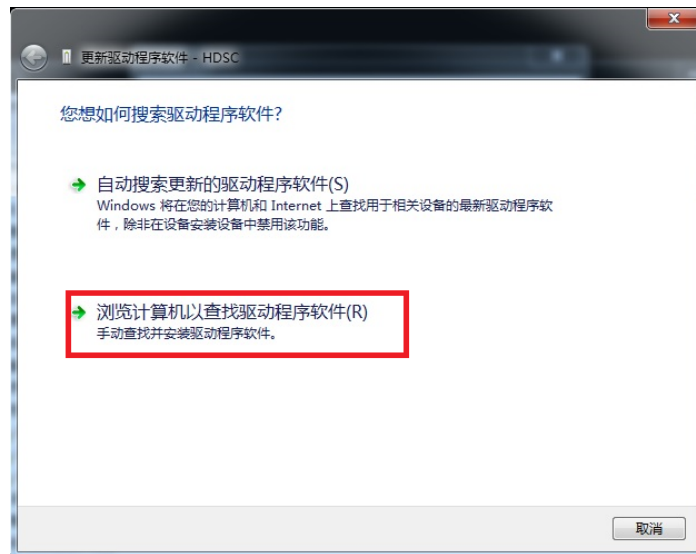 更新驱动程序软件 - HDSC
您想如何搜索驱动程序软件?
自动搜索更新的驱动程序软件(S)
Windows 将在您的计算机和 Internet 上查找用于相关设备的最新驱动程序软
件，除非在设备安装设备中禁用该功能。
浏览计算机以查找驱动程序软件(R)
手动查找并安装驱动程序软件。
取消